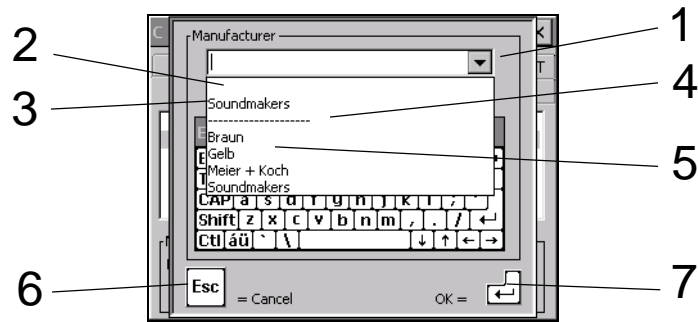 1
2
3
4
5
6
7
C
K
T
Manufacturer
Soundmakers
--------------------
Braun
Gelb
Meier + Koch
Soundmakers
CAP a s d f g h j k l ; '
Shift z x c v b n m , . / ↵
Ctl áü ` \ ↓ ↑ ← →
Esc = Cancel OK = ↵